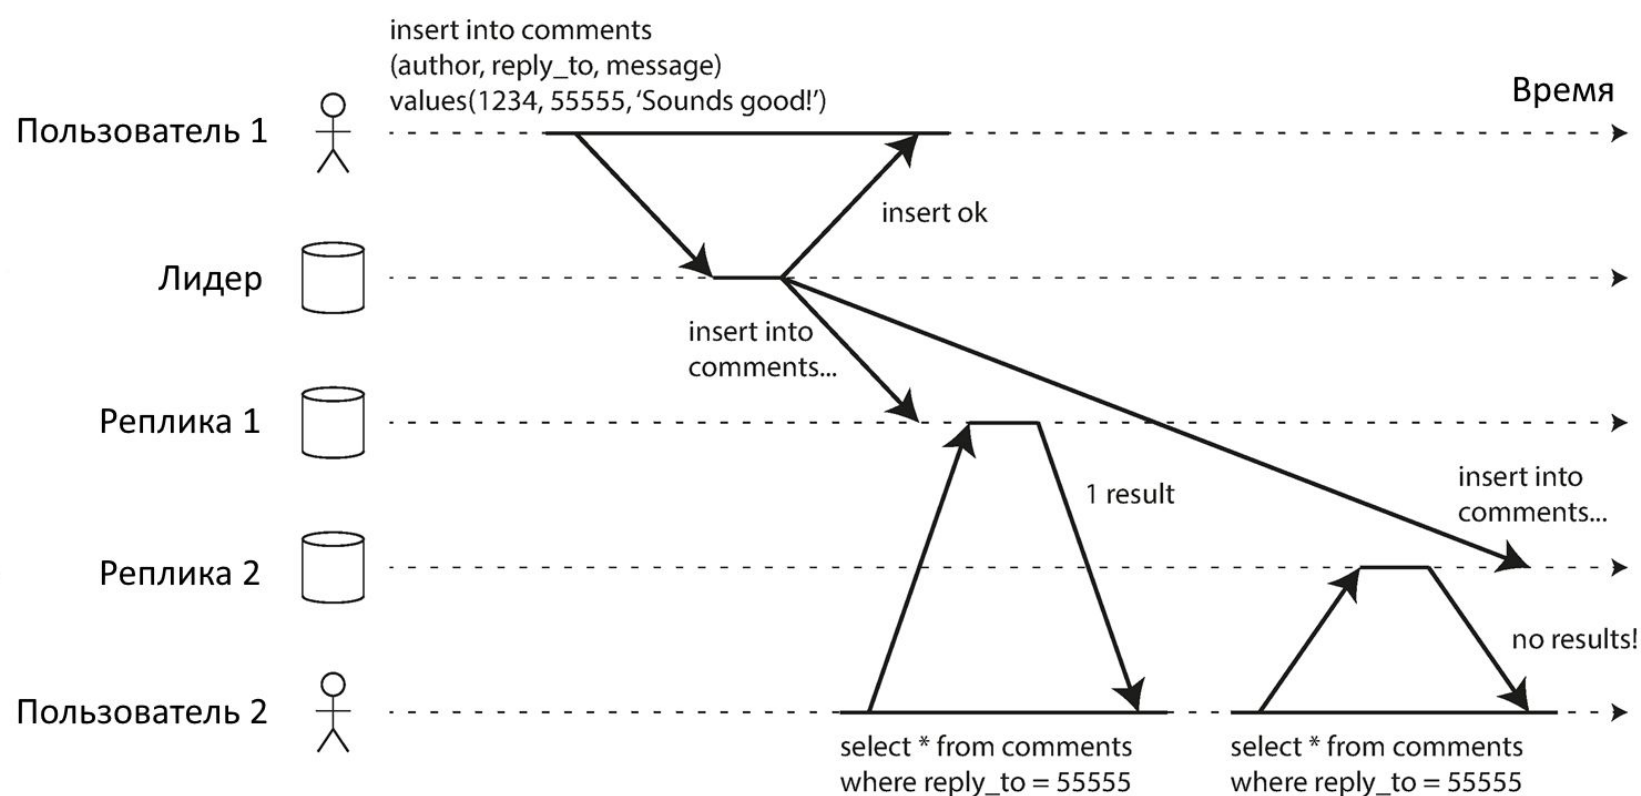 insert into comments
(author, reply_to, message)
values(1234, 55555, ‘Sounds good!’)
Время
Пользователь 1
insert ok
Лидер
insert into
comments...
Реплика 1
insert into
comments...
1 result
Реплика 2
no results!
Пользователь 2
select * from comments
where reply_to = 55555
select * from comments
where reply_to = 55555